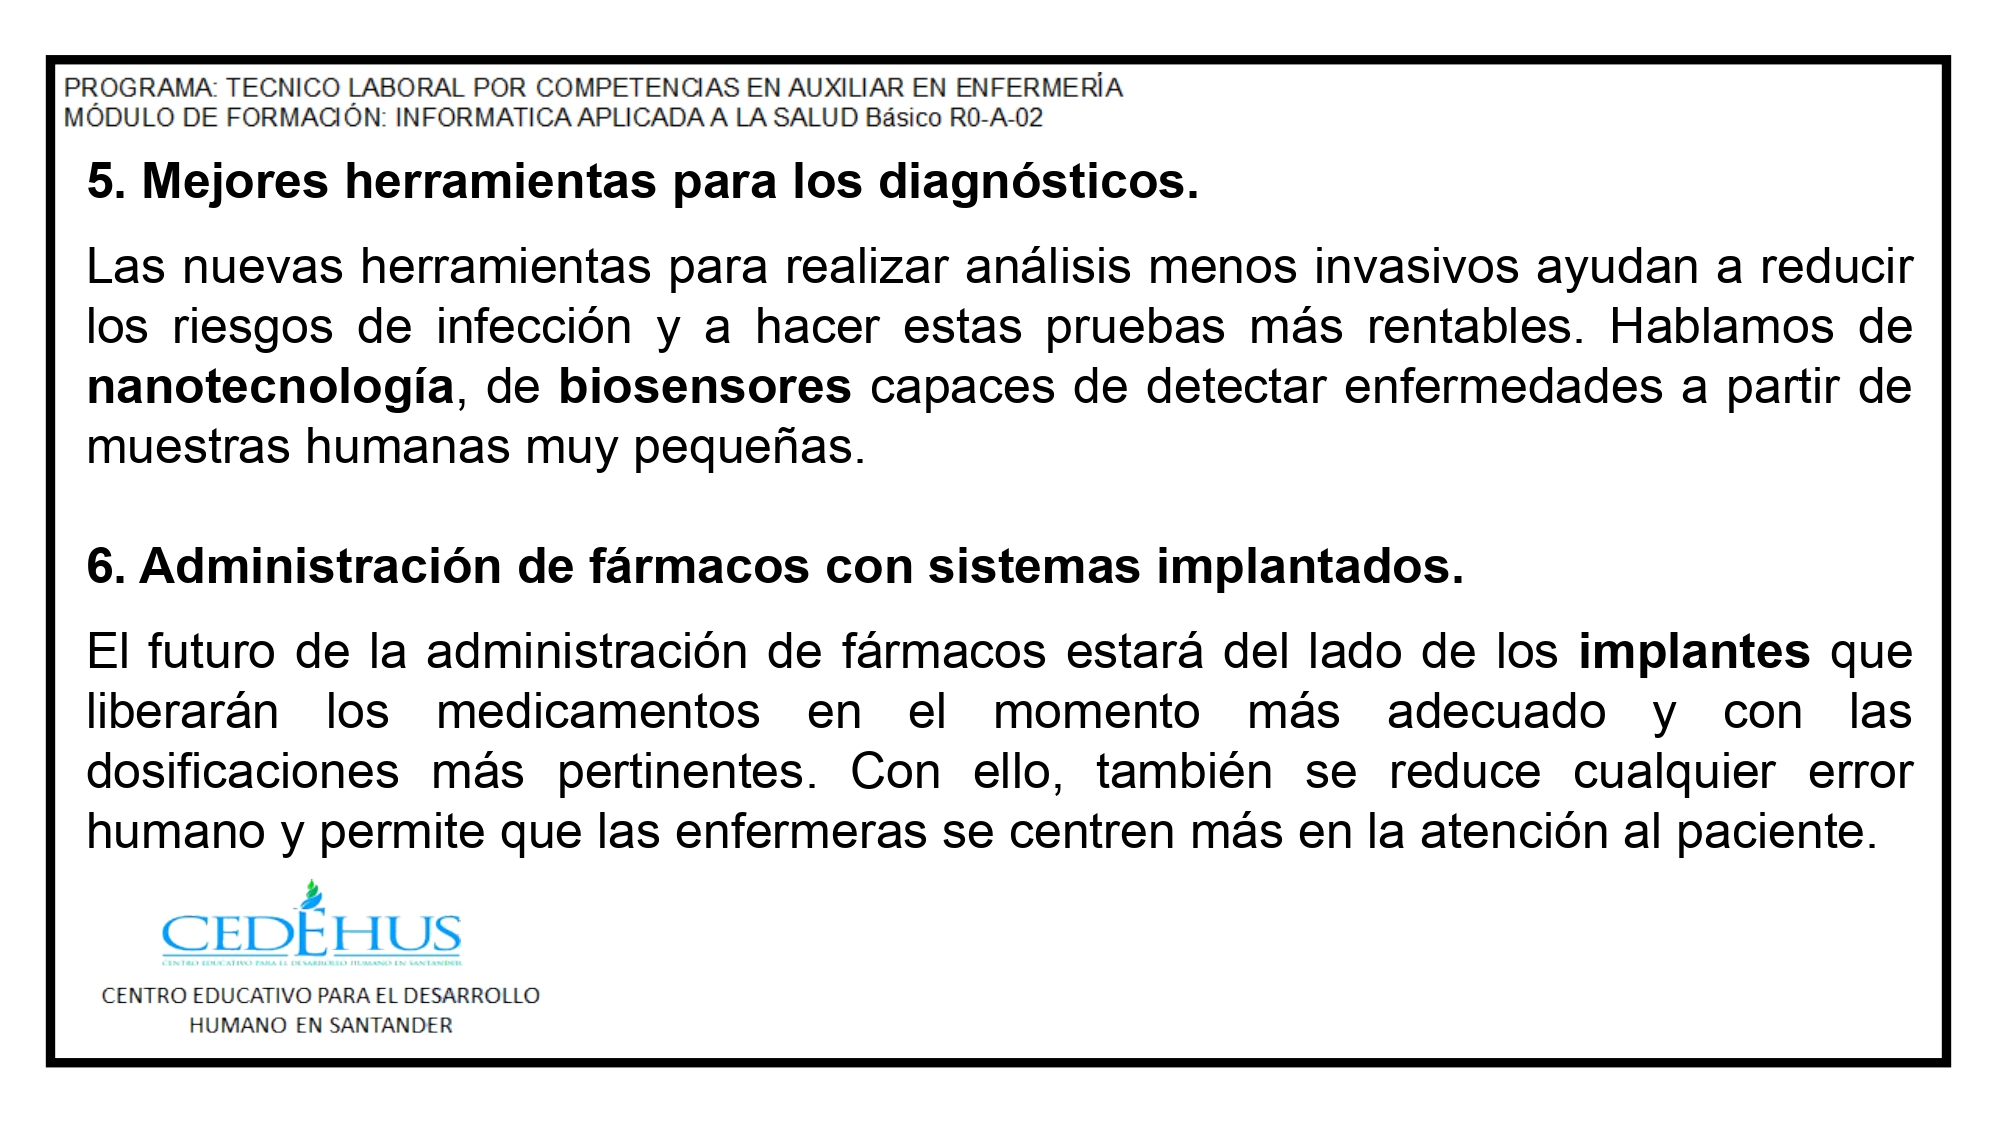 PROGRAMA: TECNICO LABORAL POR COMPETENCIAS EN AUXILIAR EN ENFERMERÍA
MÓDULO DE FORMACIÓN: INFORMATICA APLICADA A LA SALUD Básico R0-A-02
5. Mejores herramientas para los diagnósticos.
Las nuevas herramientas para realizar análisis menos invasivos ayudan a reducir
los riesgos de infección y a hacer estas pruebas más rentables. Hablamos de
nanotecnología, de biosensores capaces de detectar enfermedades a partir de
muestras humanas muy pequeñas.
6. Administración de fármacos con sistemas implantados.
El futuro de la administración de fármacos estará del lado de los implantes que
liberarán los medicamentos en el momento más adecuado y con las
dosificaciones más pertinentes. Con ello, también se reduce cualquier error
humano y permite que las enfermeras se centren más en la atención al paciente.
CEDEHUS
CENTRO EDUCATIVO PARA EL DESARROLLO HUMANO EN SANTANDER
CENTRO EDUCATIVO PARA EL DESARROLLO
HUMANO EN SANTANDER